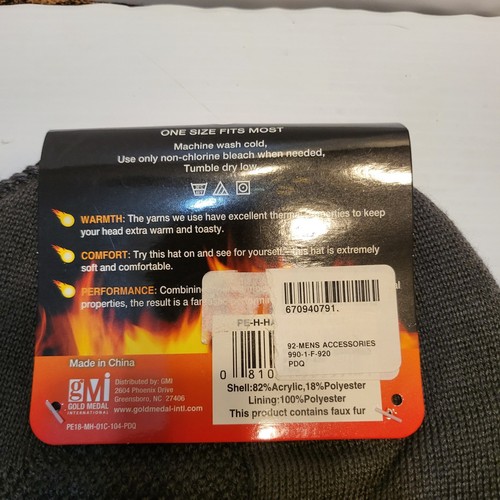 ONE SIZE FITS MOST
Machine wash cold,
Use only non-chlorine bleach when needed,
Tumble dry low
WARMTH: The yarns we use have excellent to keep
your head extra warm and toasty.
COMFORT: Try this hat on and see for yourself hat is extremely
soft and comfortable.
PERFORMANCE:
properties, the result is a
670940791.
PE-H-HA
92-MENS ACCESSORIES
990-1-F-920
PDQ
0 810
Made in China
gMi
GOLD MEDAL
INTERNATIONAL
Distributed by: GMI
2604 Phoenix Drive
Greensboro, NC 27406
www.goldmedal-intl.com
Shell:82%Acrylic,18%Polyester
Lining:100%Polyester
This product contains faux fur
PE18-MH-01C-104-PDQ